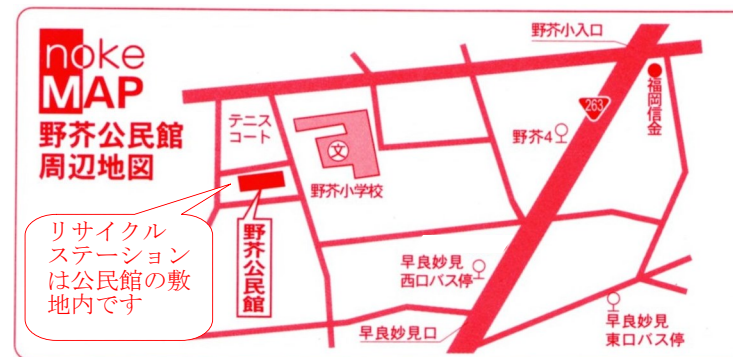 noke
MAP
野芥公民館
周辺地図
リサイクル
ステーション
は公民館の敷
地内です
テニス
コート
文
野芥小学校
野芥公民館
野芥小入口
263
福岡信金
野芥4
早良妙見
西口バス停
早良妙見口
早良妙見
東口バス停